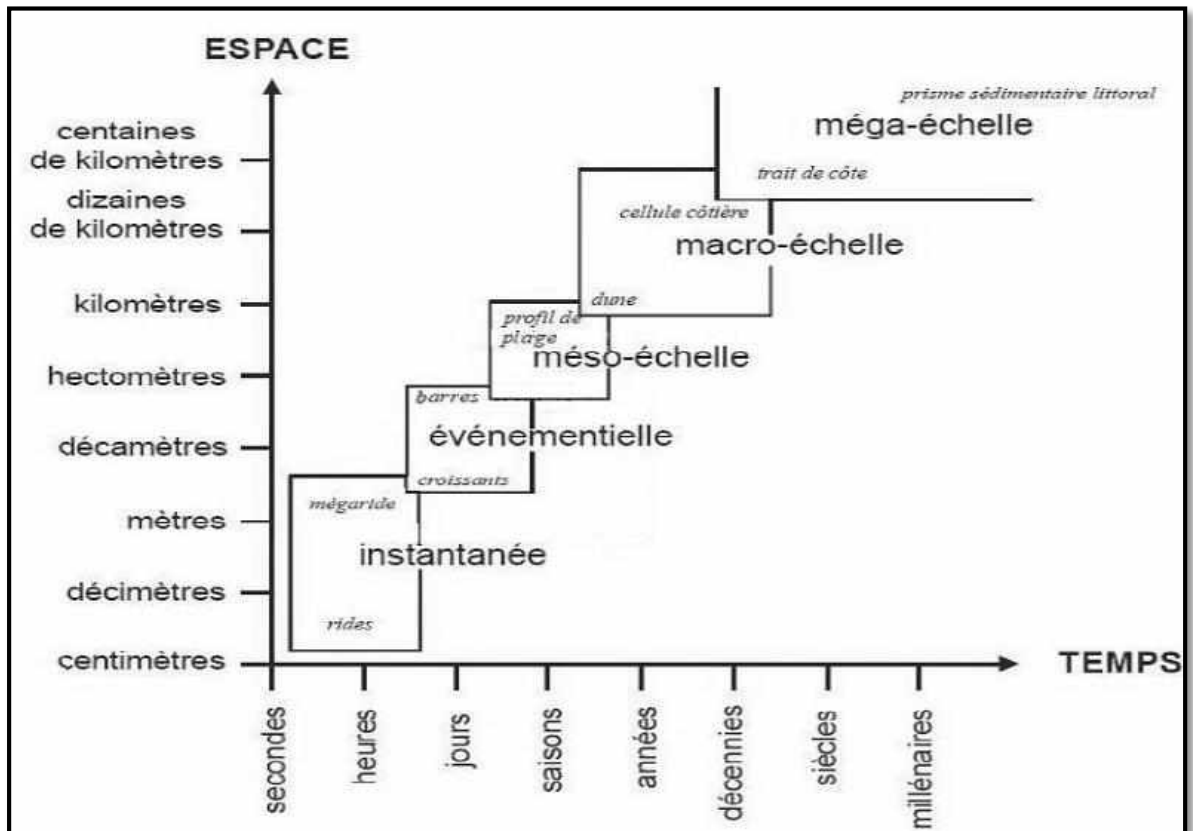 ESPACE
prisme sédimentaire littoral
centaines
de kilomètres
méga-échelle
trait de côte
dizaines
de kilomètres
cellule côtière
macro-échelle
kilomètres
dune
profil de
plage
méso-échelle
hectomètres
barres
décamètres
événementielle
croissants
mégaride
mètres
instantanée
décimètres
rides
centimètres
TEMPS
secondes
heures
jours
saisons
années
décennies
siècles
millénaires